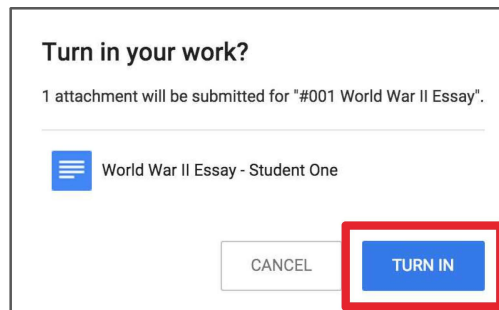 Turn in your work?
1 attachment will be submitted for "#001 World War II Essay".
World War II Essay - Student One
CANCEL
TURN IN